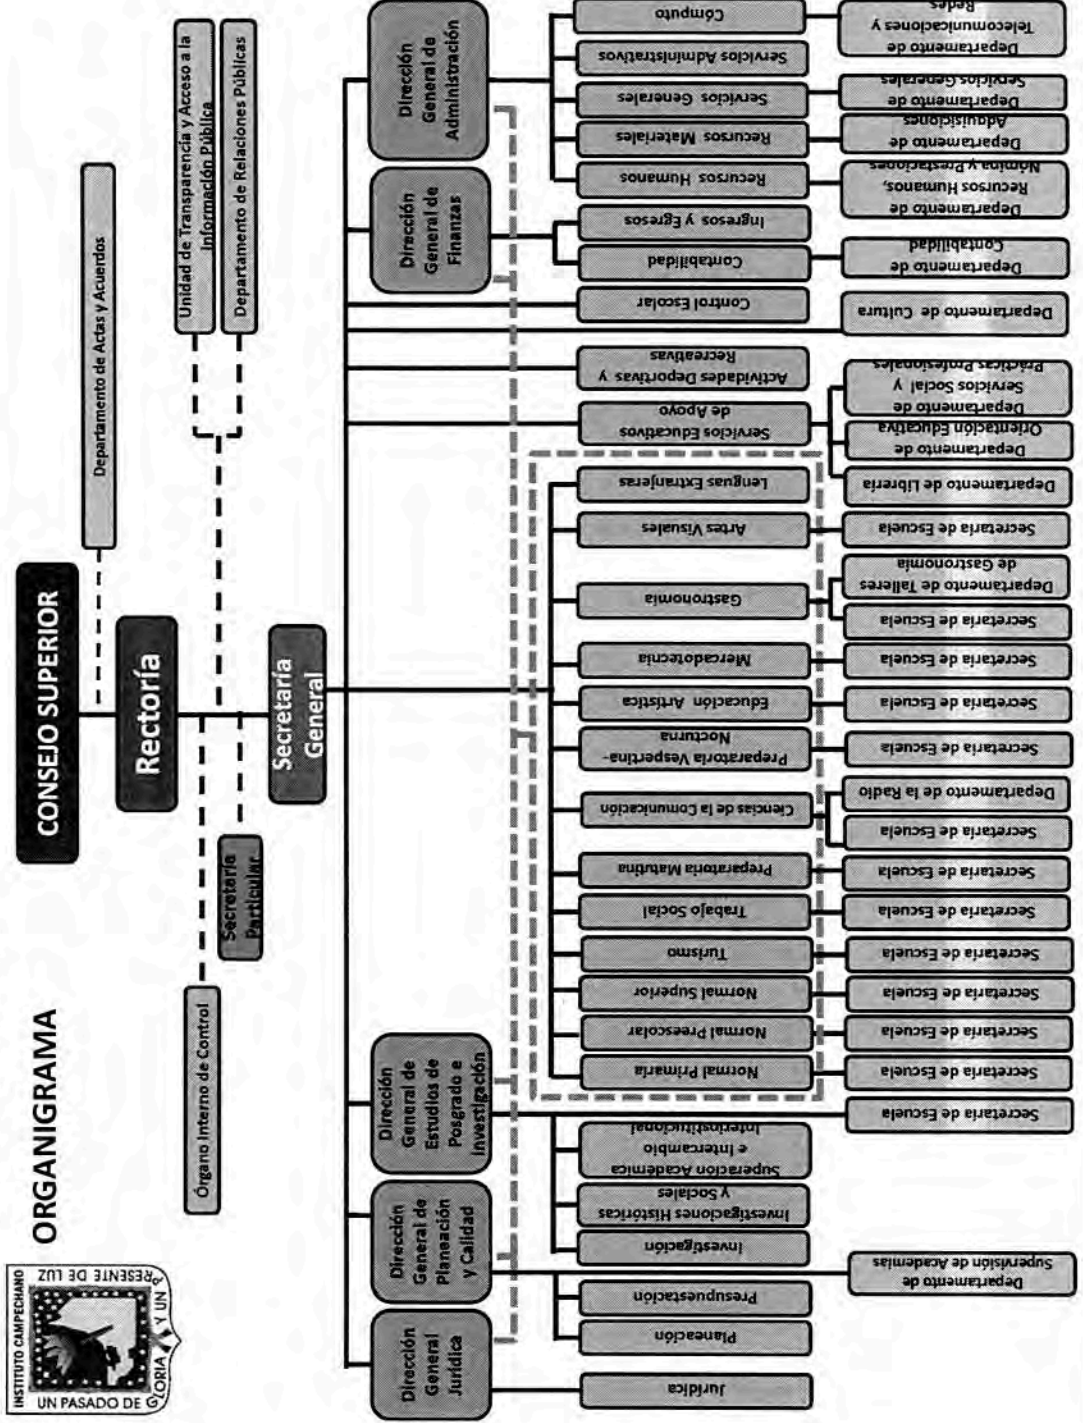 INSTITUTO CAMPECHANO
UN PASADO DE GLORIA Y UN PRESENTE DE LUZ
ORGANIGRAMA
CONSEJO SUPERIOR
Departamento de Actas y Acuerdos
Rectoría
Órgano Interno de Control
Unidad de Transparencia y Acceso a la
Información Pública
Departamento de Relaciones Públicas
Secretaría
Particular
Secretaría
General
Dirección
General
Jurídica
Dirección
General de
Planeación
y Calidad
Dirección
General de
Estudios de
Posgrado e
Investigación
Dirección
General de
Finanzas
Dirección
General de
Administración
Jurídica
Planeación
Presupuestación
Investigación
Investigaciones Históricas
y Sociales
Superación Académica
e Intercambio
Interinstitucional
Normal Primaria
Normal Preescolar
Normal Superior
Turismo
Trabajo Social
Preparatoria Matutina
Ciencias de la Comunicación
Preparatoria Vespertina-
Nocturna
Educación Artística
Mercadotecnia
Gastronomía
Artes Visuales
Lenguas Extranjeras
Servicios Educativos
de Apoyo
Actividades Deportivas y
Recreativas
Control Escolar
Contabilidad
Ingresos y Egresos
Recursos Humanos
Recursos Materiales
Servicios Generales
Servicios Administrativos
Cómputo
Departamento de
Supervisión de Academias
Secretaría de Escuela
Secretaría de Escuela
Secretaría de Escuela
Secretaría de Escuela
Secretaría de Escuela
Secretaría de Escuela
Secretaría de Escuela
Secretaría de Escuela
Departamento de la Radio
Secretaría de Escuela
Secretaría de Escuela
Secretaría de Escuela
Secretaría de Escuela
Departamento de Talleres
de Gastronomía
Secretaría de Escuela
Departamento de Librería
Departamento de
Orientación Educativa
Departamento de
Servicios Social y
Prácticas Profesionales
Departamento de Cultura
Departamento de
Contabilidad
Departamento de
Recursos Humanos,
Nómina y Prestaciones
Departamento de
Adquisiciones
Departamento de
Servicios Generales
Departamento de
Telecomunicaciones y
Redes